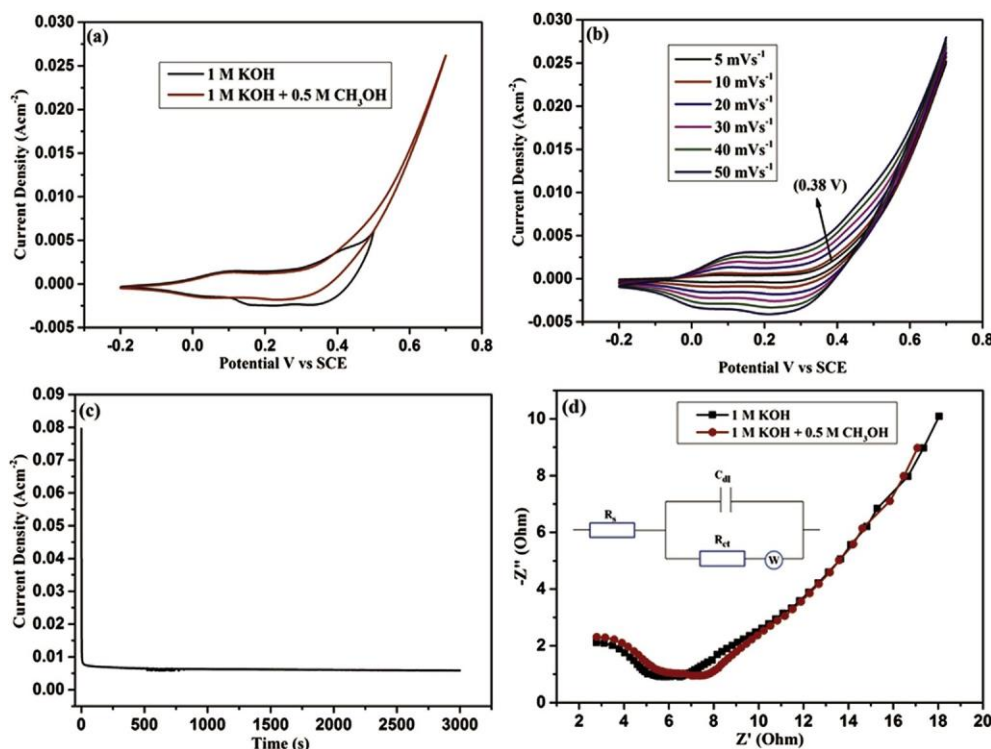 (a)
1 M KOH
1 M KOH + 0.5 M CH₃OH
0.030
0.025
0.020
0.015
0.010
0.005
0.000
-0.005
Current Density (Acm⁻²)
-0.2 0.0 0.2 0.4 0.6 0.8
Potential V vs SCE
(b)
5 mVs⁻¹
10 mVs⁻¹
20 mVs⁻¹
30 mVs⁻¹
40 mVs⁻¹
50 mVs⁻¹
(0.38 V)
0.030
0.025
0.020
0.015
0.010
0.005
0.000
-0.005
Current Density (Acm⁻²)
-0.2 0.0 0.2 0.4 0.6 0.8
Potential V vs SCE
(c)
0.09
0.08
0.07
0.06
0.05
0.04
0.03
0.02
0.01
0.00
Current Density (Acm⁻²)
0 500 1000 1500 2000 2500 3000
Time (s)
(d)
1 M KOH
1 M KOH + 0.5 M CH₃OH
C_dl
R_s
R_ct
W
10
8
6
4
2
0
-Z'' (Ohm)
2 4 6 8 10 12 14 16 18 20
Z' (Ohm)